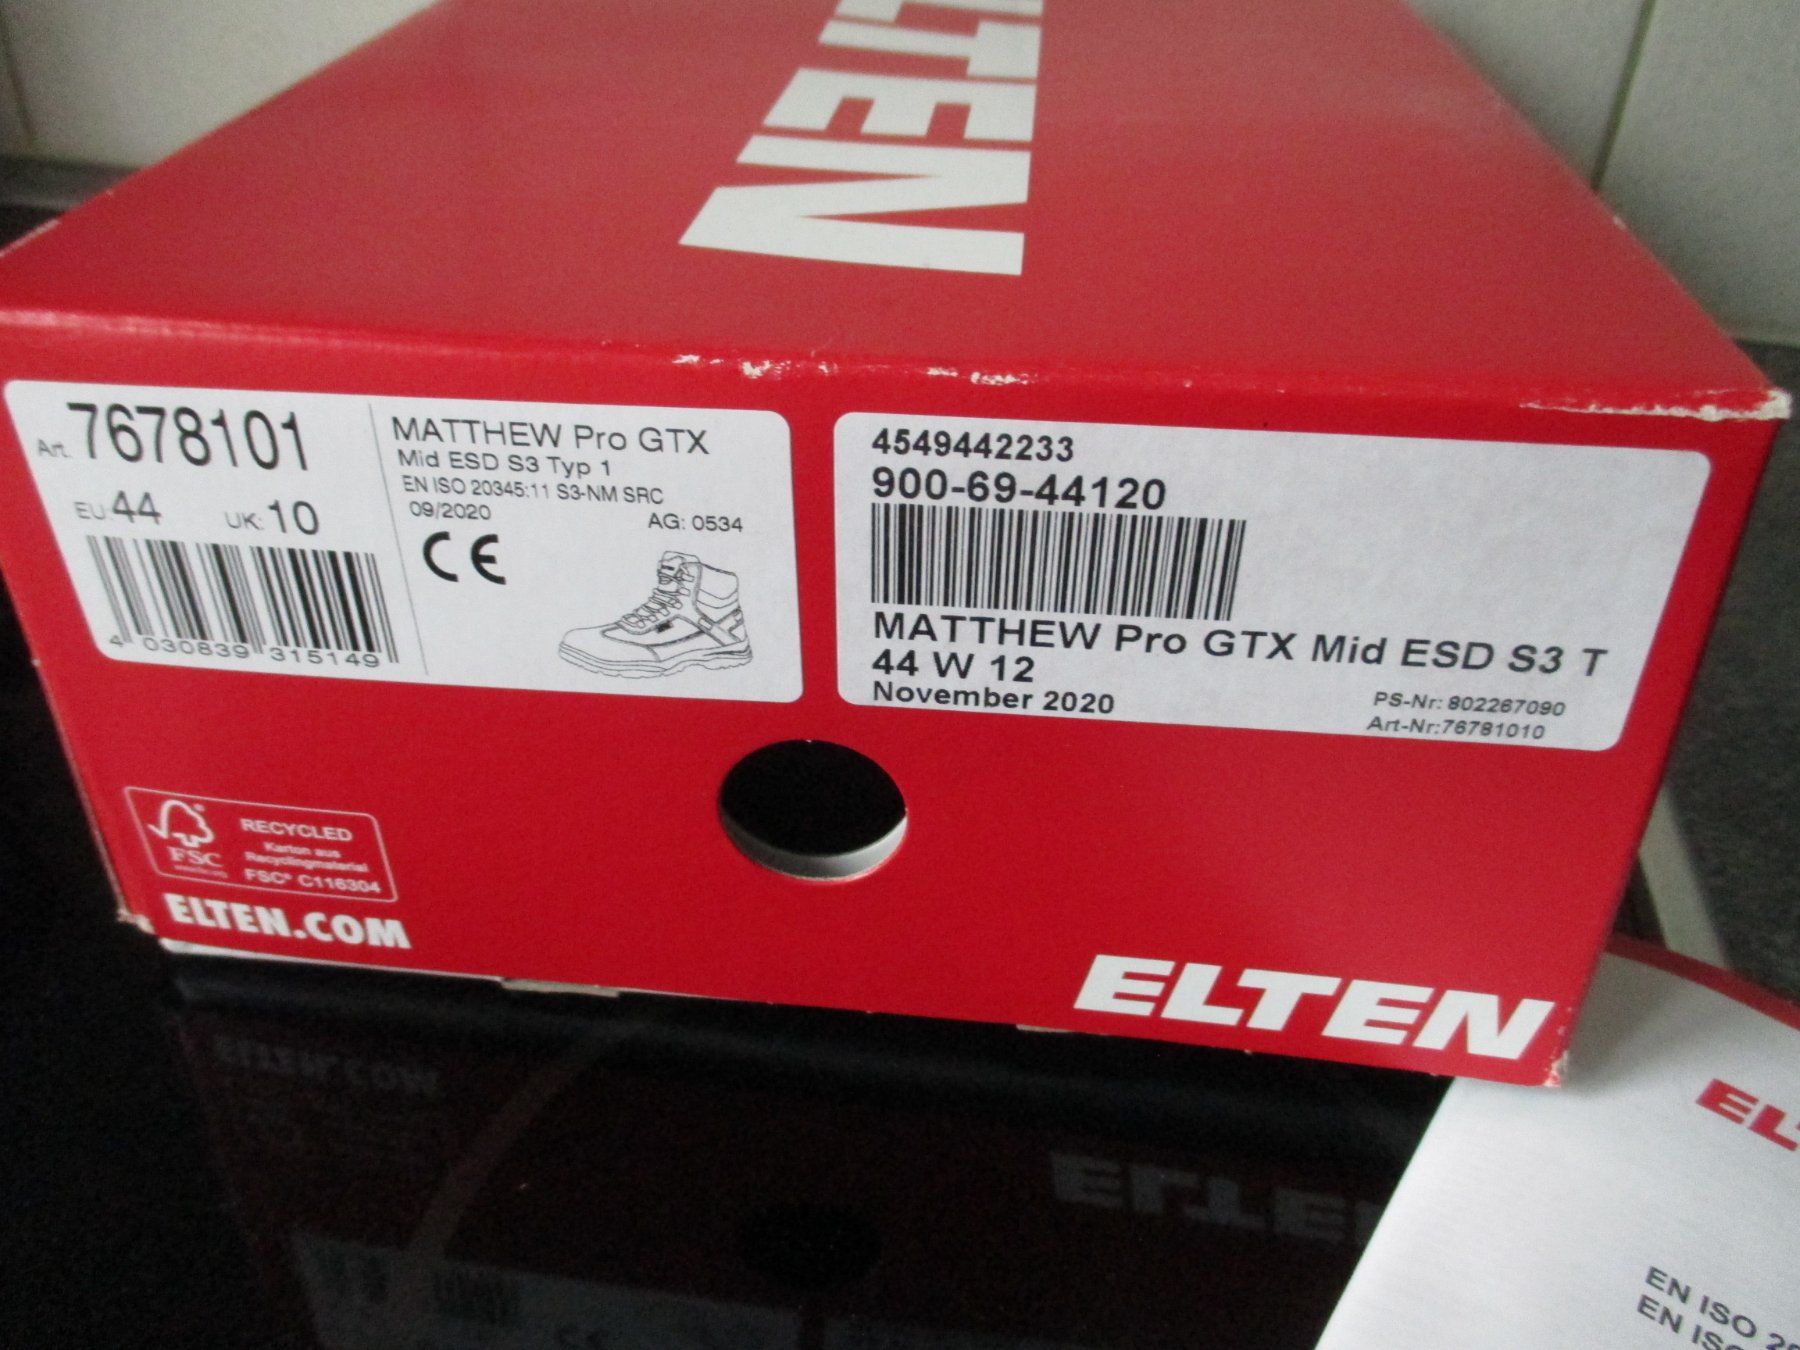 ELTEN
Art. 7678101
EU: 44 UK: 10
4 030839 315149
MATTHEW Pro GTX
Mid ESD S3 Typ 1
EN ISO 20345:11 S3-NM SRC
09/2020 AG: 0534
CE
4549442233
900-69-44120
MATTHEW Pro GTX Mid ESD S3 T
44 W 12
November 2020
PS-Nr: 802267090
Art-Nr:76781010
FSC
RECYCLED
Karton aus
Recyclingmaterial
FSC® C116304
ELTEN.COM
ELTEN
EL
EN ISO 20
EN ISO